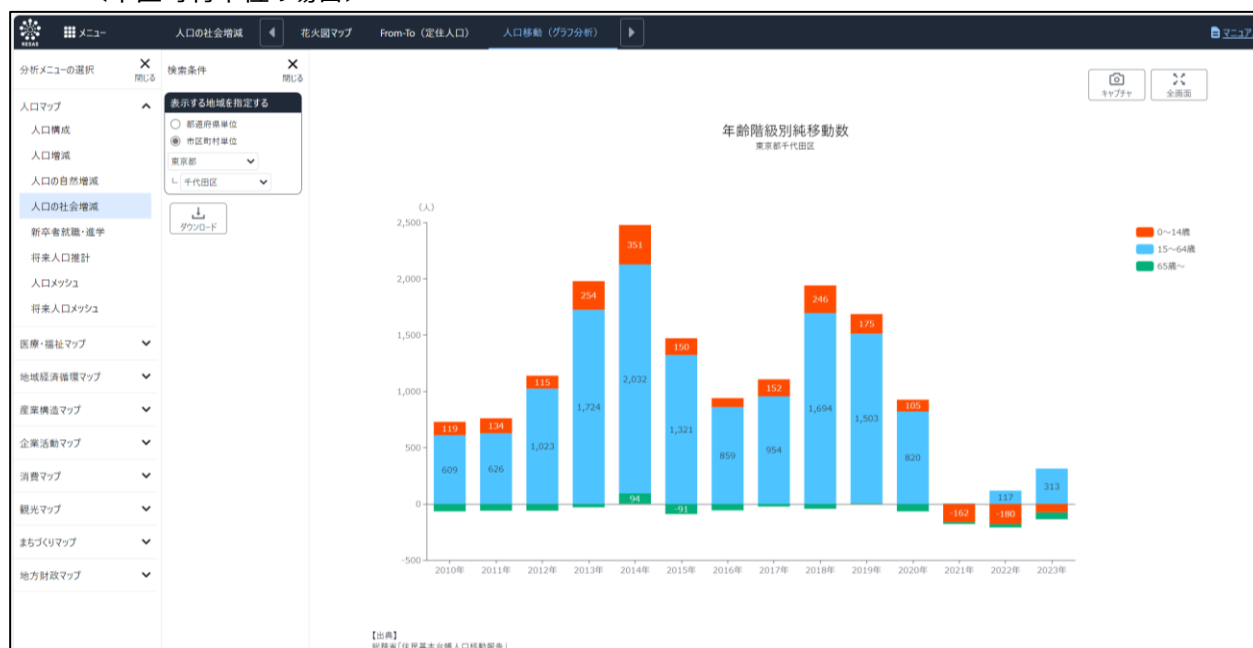 RESAS
メニュー
人口の社会増減
花火図マップ
From-To（定住人口）
人口移動（グラフ分析）
マニュア
分析メニューの選択
閉じる
人口マップ
人口構成
人口増減
人口の自然増減
人口の社会増減
新卒者就職・進学
将来人口推計
人口メッシュ
将来人口メッシュ
医療・福祉マップ
地域経済循環マップ
産業構造マップ
企業活動マップ
消費マップ
観光マップ
まちづくりマップ
地方財政マップ
検索条件
閉じる
表示する地域を指定する
都道府県単位
市区町村単位
東京都
千代田区
ダウンロード
キャプチャ
全画面
年齢階級別純移動数
東京都千代田区
（人）
2,500
2,000
1,500
1,000
500
0
-500
119
609
134
626
115
1,023
254
1,724
351
2,032
94
150
1,321
-91
859
152
954
246
1,694
175
1,503
105
820
-162
117
-180
313
2010年 2011年 2012年 2013年 2014年 2015年 2016年 2017年 2018年 2019年 2020年 2021年 2022年 2023年
0～14歳
15～64歳
65歳～
【出典】